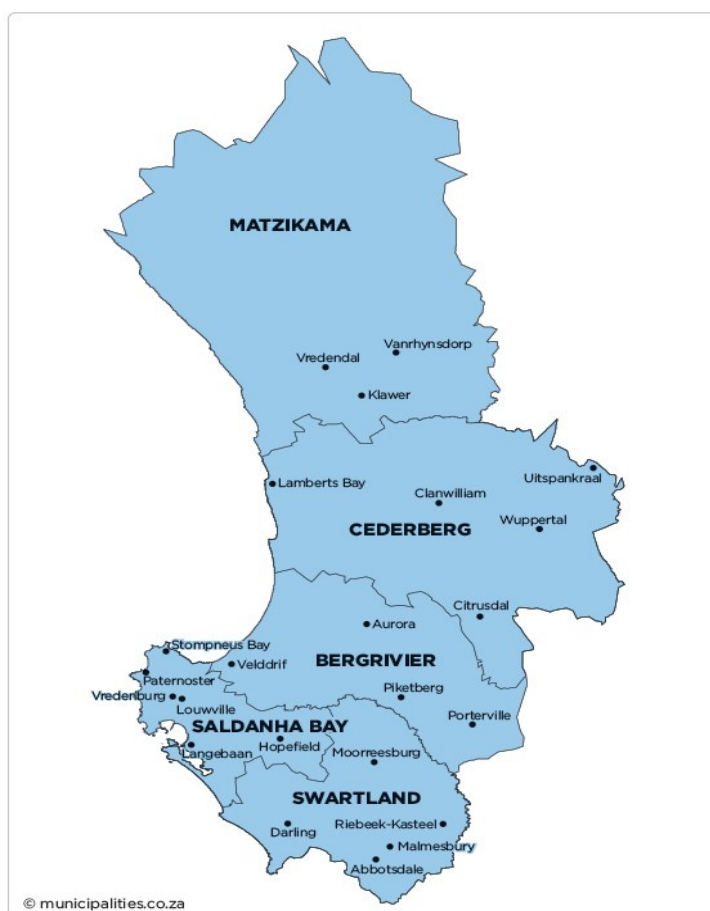 MATZIKAMA
Vanrhynsdorp
Vredendal
Klawer
Uitspankraal
Lamberts Bay
Clanwilliam
Wuppertal
CEDERBERG
Citrusdal
Aurora
Stompneus Bay
BERGRIVIER
Velddrif
Paternoster
Piketberg
Vredenburg
Louwville
Porterville
SALDANHA BAY
Hopefield
Langebaan
Moorreesburg
SWARTLAND
Darling
Riebeek-Kasteel
Malmesbury
Abbotsdale
© municipalities.co.za